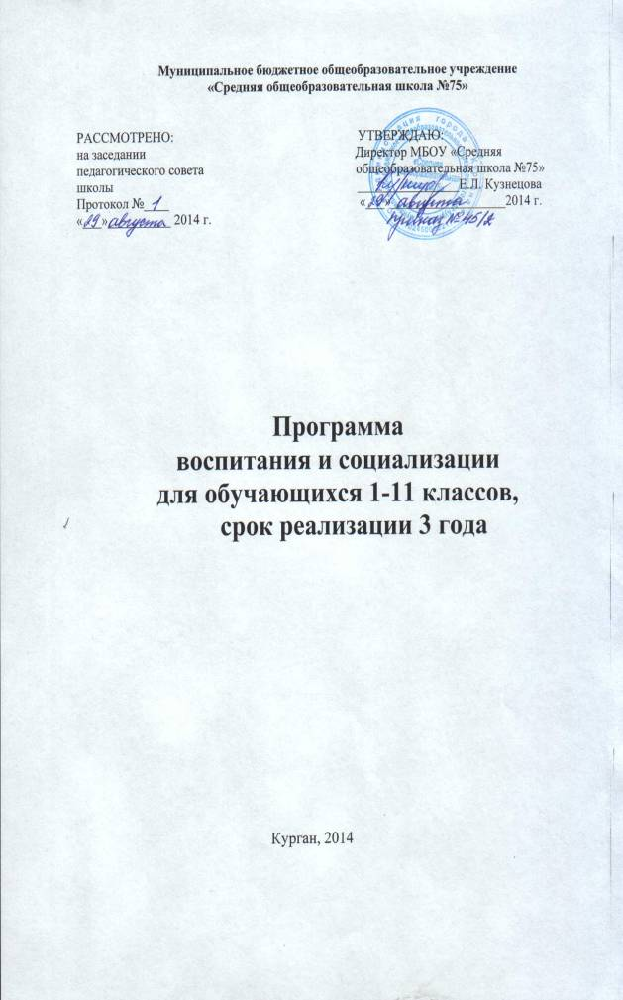 Муниципальное бюджетное общеобразовательное учреждение
«Средняя общеобразовательная школа №75»
РАССМОТРЕНО:
на заседании
педагогического совета
школы
Протокол № 1
«29» августа 2014 г.
УТВЕРЖДАЮ:
Директор МБОУ «Средняя
общеобразовательная школа №75»
Е.Л. Кузнецова
«29» августа 2014 г.
приказ № 45/2
Программа
воспитания и социализации
для обучающихся 1-11 классов,
срок реализации 3 года
Курган, 2014